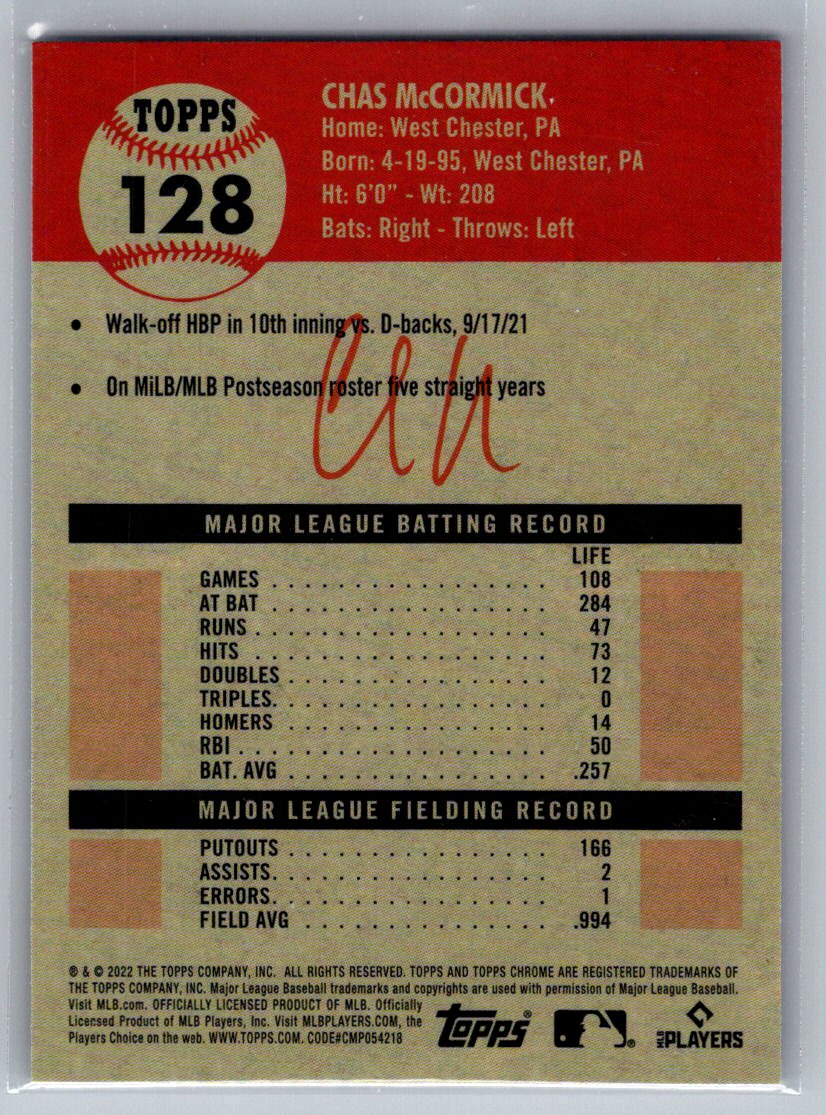 TOPPS
128
CHAS McCORMICK
Home: West Chester, PA
Born: 4-19-95, West Chester, PA
Ht: 6'0" - Wt: 208
Bats: Right - Throws: Left
• Walk-off HBP in 10th inning vs. D-backs, 9/17/21
• On MiLB/MLB Postseason roster five straight years
MAJOR LEAGUE BATTING RECORD
LIFE
GAMES . . . . . . . . . . . . . . . . . . 108
AT BAT . . . . . . . . . . . . . . . . . . 284
RUNS . . . . . . . . . . . . . . . . . . . 47
HITS . . . . . . . . . . . . . . . . . . . 73
DOUBLES . . . . . . . . . . . . . . . . . 12
TRIPLES. . . . . . . . . . . . . . . . . . 0
HOMERS . . . . . . . . . . . . . . . . . 14
RBI . . . . . . . . . . . . . . . . . . . . 50
BAT. AVG . . . . . . . . . . . . . . . . . .257
MAJOR LEAGUE FIELDING RECORD
PUTOUTS . . . . . . . . . . . . . . . . . 166
ASSISTS. . . . . . . . . . . . . . . . . . 2
ERRORS. . . . . . . . . . . . . . . . . . 1
FIELD AVG . . . . . . . . . . . . . . . . .994
® & © 2022 THE TOPPS COMPANY, INC. ALL RIGHTS RESERVED. TOPPS AND TOPPS CHROME ARE REGISTERED TRADEMARKS OF
THE TOPPS COMPANY, INC. Major League Baseball trademarks and copyrights are used with permission of Major League Baseball.
Visit MLB.com. OFFICIALLY LICENSED PRODUCT OF MLB. Officially
Licensed Product of MLB Players, Inc. Visit MLBPLAYERS.COM, the
Players Choice on the web. WWW.TOPPS.COM. CODE#CMP054218
topps®
MLB PLAYERS